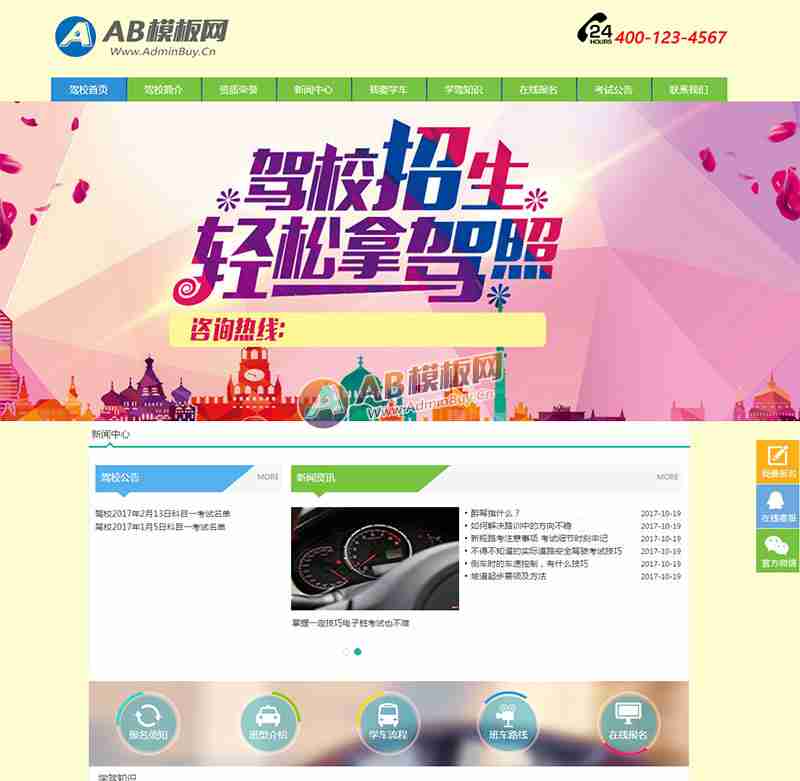 AB模板网
Www.AdminBuy.Cn
24 HOURS 400-123-4567
驾校首页 驾校简介 资质荣誉 新闻中心 我要学车 学驾知识 在线报名 考试公告 联系我们
驾校招生
轻松拿驾照
咨询热线:
AB模板网
Www.AdminBuy.Cn
新闻中心
驾校公告 MORE
驾校2017年2月13日科目一考试名单
驾校2017年1月5日科目一考试名单
新闻资讯 MORE
醉驾指什么? 2017-10-19
如何解决路训中的方向不稳 2017-10-19
新规路考注意事项 考试细节时刻牢记 2017-10-19
不得不知道的实际道路安全驾驶考试技巧 2017-10-19
倒车时的车速控制,有什么技巧 2017-10-19
坡道起步要领及方法 2017-10-19
掌握一定技巧电子桩考试也不难
我要报名
在线客服
官方微信
报名须知 班型介绍 学车流程 班车路线 在线报名
学驾知识